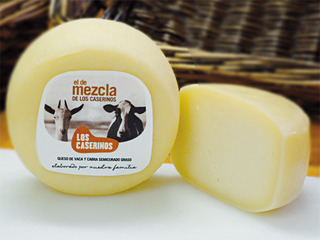 el de
mezcla
DE LOS CASERINOS
LOS
CASERINOS
QUESO DE VACA Y CABRA SEMICURADO GRASO
elaborado por nuestra familia